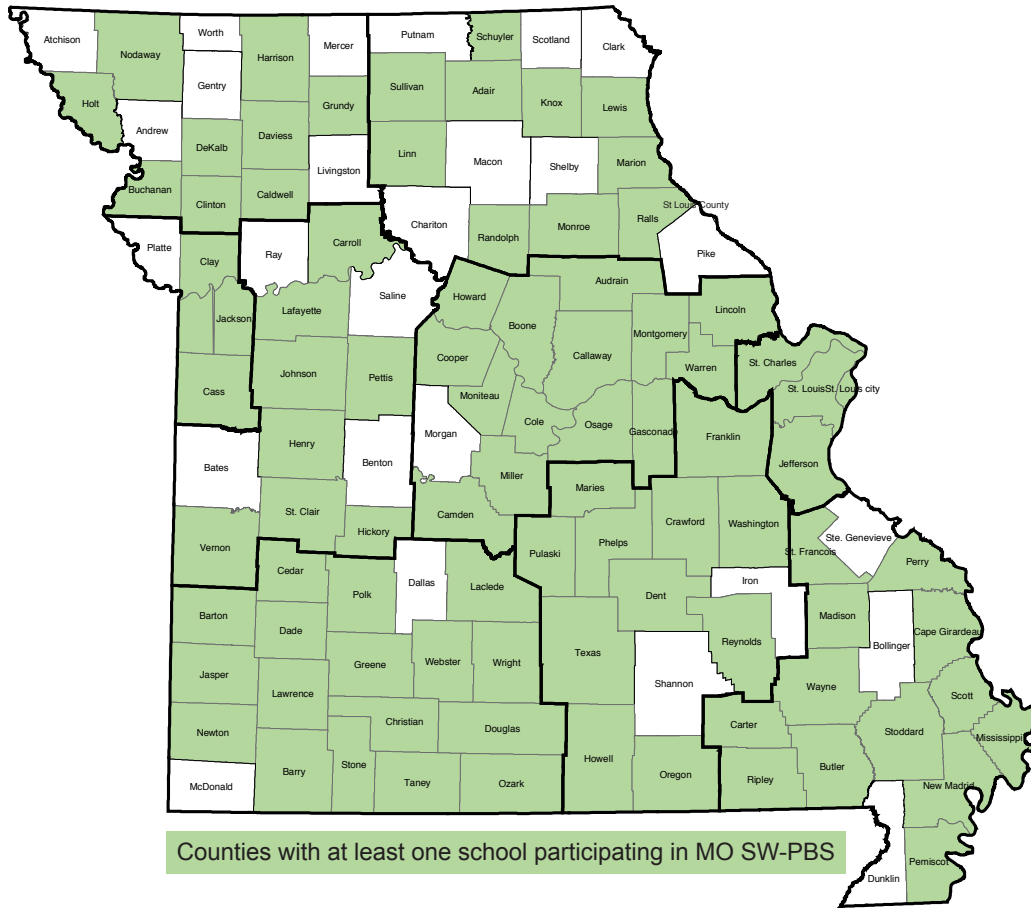 Atchison
Nodaway
Worth
Harrison
Mercer
Putnam
Schuyler
Scotland
Clark
Holt
Gentry
Sullivan
Adair
Knox
Lewis
Grundy
Andrew
DeKalb
Daviess
Livingston
Linn
Macon
Shelby
Marion
Buchanan
Clinton
Caldwell
Chariton
Randolph
Monroe
Ralls
St Louis County
Platte
Clay
Ray
Carroll
Pike
Saline
Howard
Audrain
Jackson
Lafayette
Boone
Lincoln
Montgomery
Callaway
Cooper
Johnson
Pettis
Warren
St. Charles
Cass
Moniteau
St. Louis
St. Louis city
Cole
Osage
Gasconade
Franklin
Morgan
Henry
Bates
Benton
Jefferson
Miller
Maries
St. Clair
Camden
Crawford
Washington
Hickory
Vernon
Pulaski
Phelps
St. Francois
Ste. Genevieve
Perry
Cedar
Polk
Dallas
Laclede
Dent
Iron
Barton
Dade
Madison
Cape Girardeau
Reynolds
Bollinger
Jasper
Greene
Webster
Wright
Texas
Shannon
Wayne
Scott
Lawrence
Newton
Christian
Douglas
Carter
Stoddard
Mississippi
McDonald
Barry
Stone
Taney
Ozark
Howell
Oregon
Ripley
Butler
New Madrid
Pemiscot
Dunklin
Counties with at least one school participating in MO SW-PBS